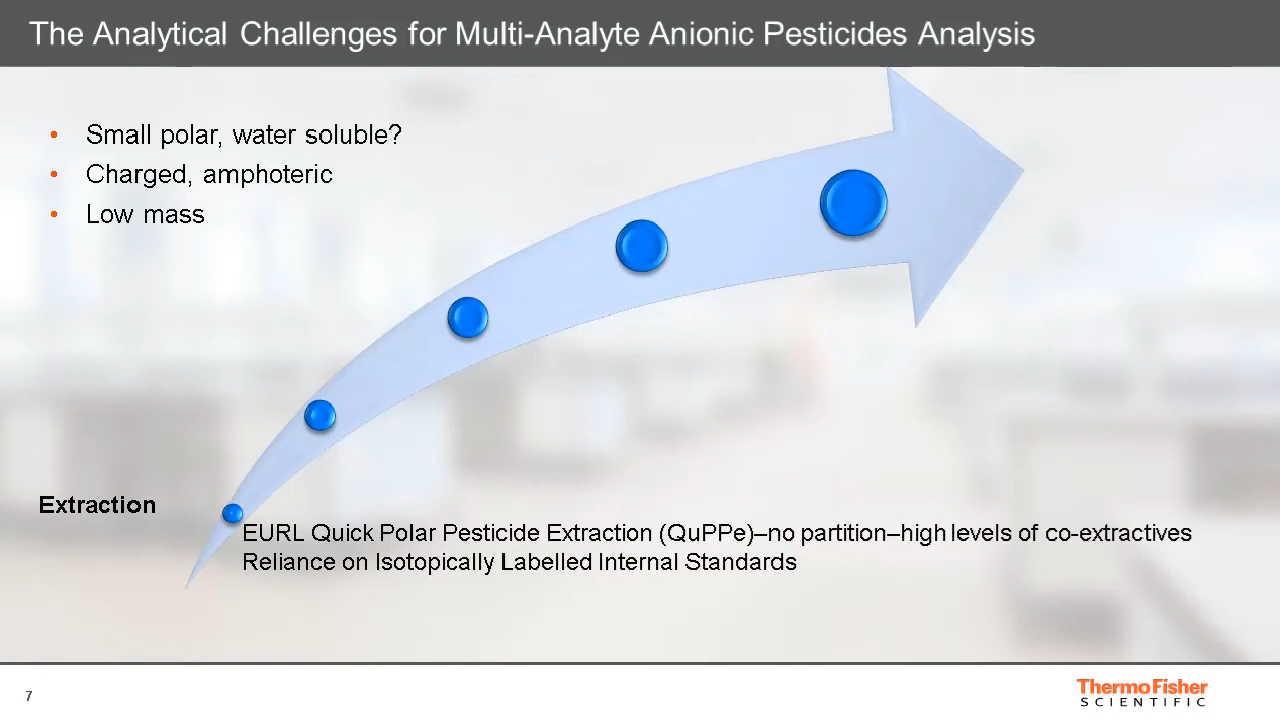 The Analytical Challenges for Multi-Analyte Anionic Pesticides Analysis
• Small polar, water soluble?
• Charged, amphoteric
• Low mass
Extraction
EURL Quick Polar Pesticide Extraction (QuPPe)–no partition–high levels of co-extractives
Reliance on Isotopically Labelled Internal Standards
7
ThermoFisher
SCIENTIFIC